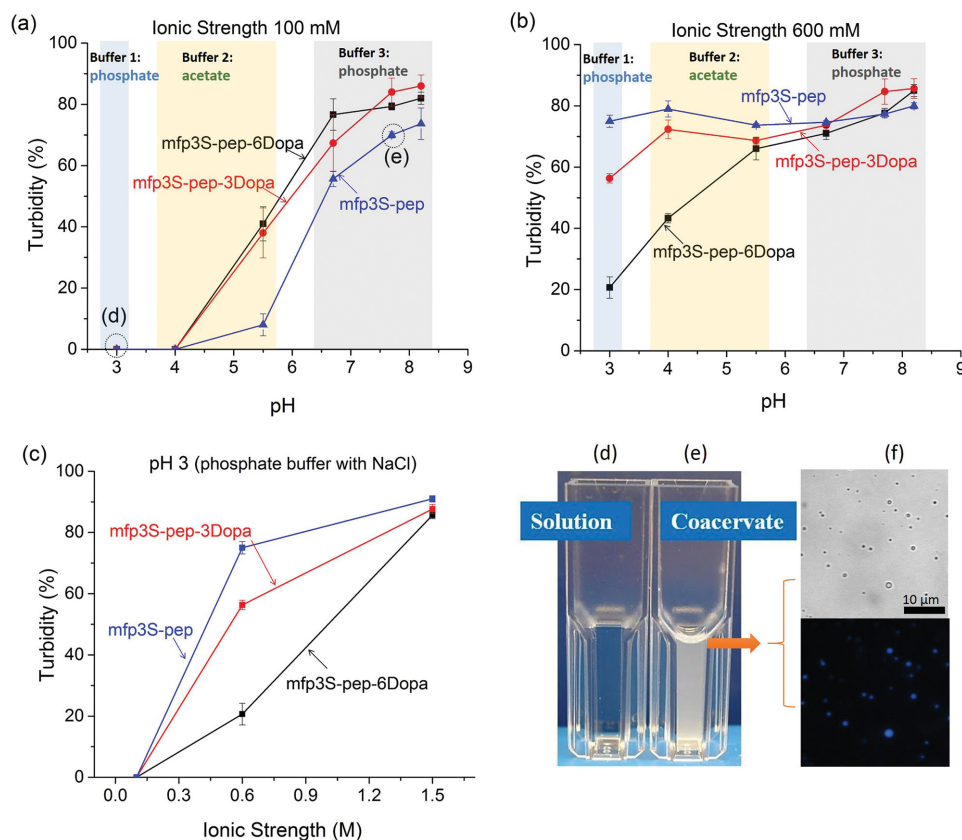 (a)
Ionic Strength 100 mM
Buffer 1:
phosphate
Buffer 2:
acetate
Buffer 3:
phosphate
mfp3S-pep-6Dopa
mfp3S-pep-3Dopa
mfp3S-pep
(d)
(e)
Turbidity (%)
100
80
60
40
20
0
3 4 5 6 7 8 9
pH
(b)
Ionic Strength 600 mM
Buffer 1:
phosphate
Buffer 2:
acetate
Buffer 3:
phosphate
mfp3S-pep
mfp3S-pep-3Dopa
mfp3S-pep-6Dopa
Turbidity (%)
100
80
60
40
20
0
3 4 5 6 7 8 9
pH
(c)
pH 3 (phosphate buffer with NaCl)
mfp3S-pep-3Dopa
mfp3S-pep
mfp3S-pep-6Dopa
Turbidity (%)
100
80
60
40
20
0
0.0 0.3 0.6 0.9 1.2 1.5
Ionic Strength (M)
(d) (e) (f)
Solution Coacervate
10 µm